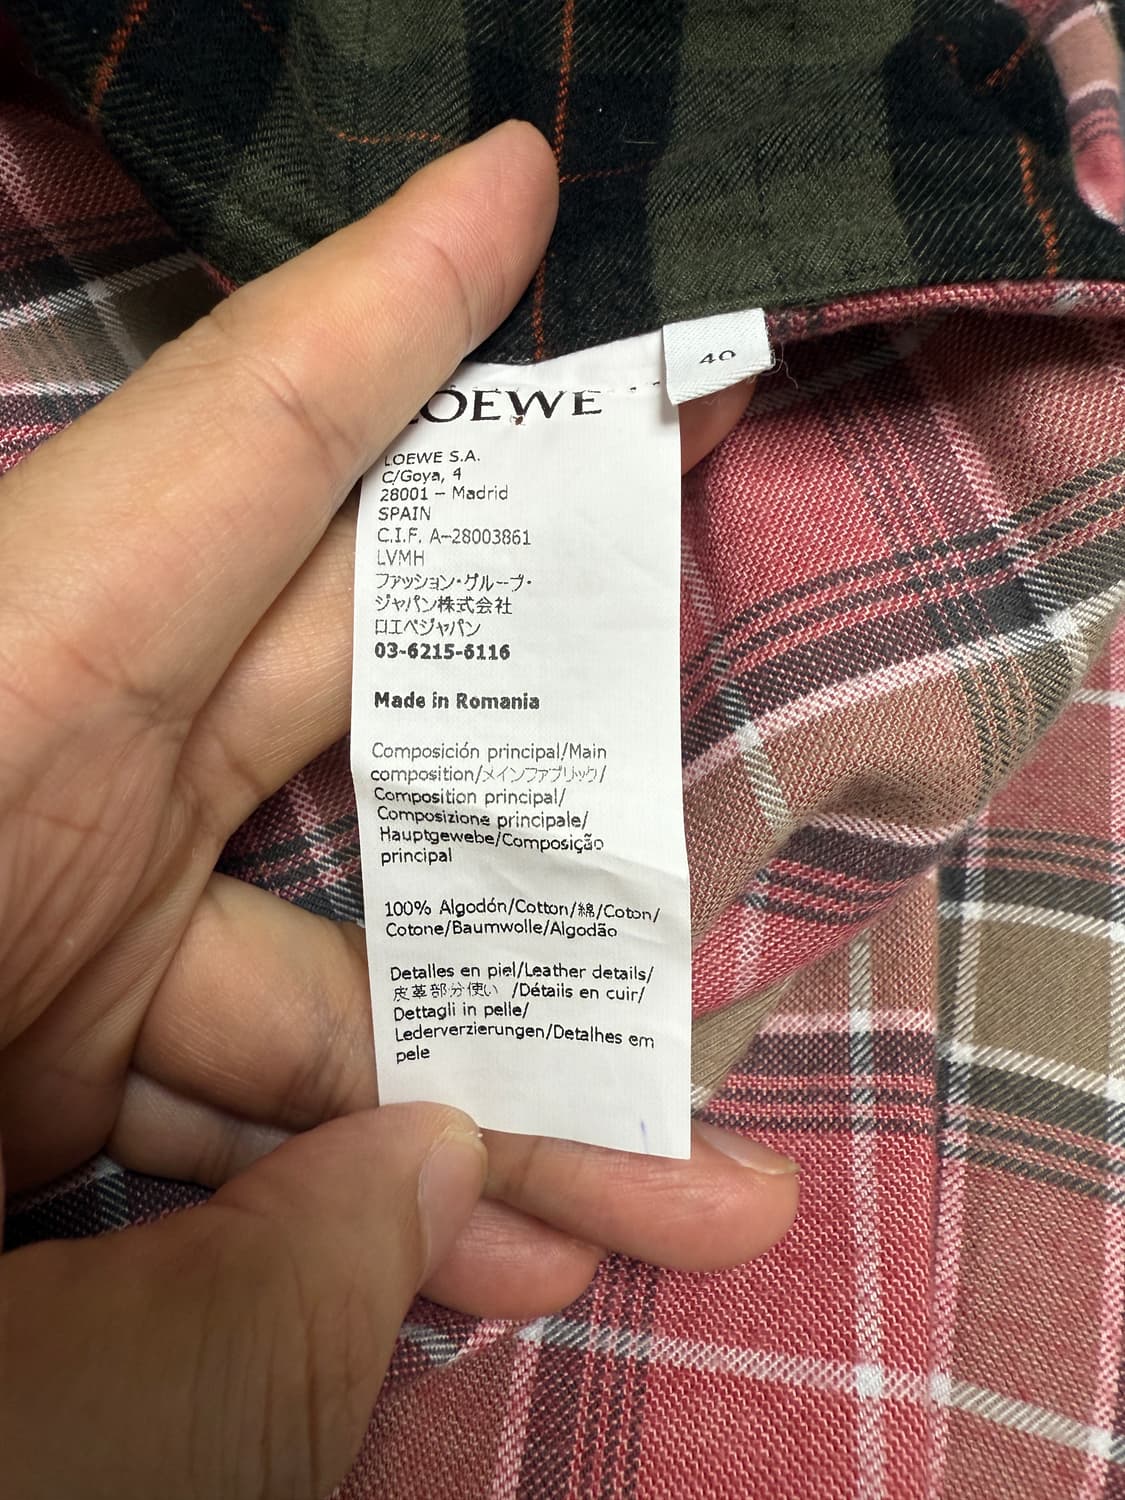 40
LOEWE
LOEWE S.A.
C/Goya, 4
28001 – Madrid
SPAIN
C.I.F. A-28003861
LVMH
ファッション・グループ・
ジャパン株式会社
ロエベジャパン
03-6215-6116
Made in Romania
Composición principal/Main
composition/メインファブリック/
Composition principal/
Composizione principale/
Hauptgewebe/Composição
principal
100% Algodón/Cotton/綿/Coton/
Cotone/Baumwolle/Algodão
Detalles en piel/Leather details/
皮革部分使い /Détails en cuir/
Dettagli in pelle/
Lederverzierungen/Detalhes em
pele